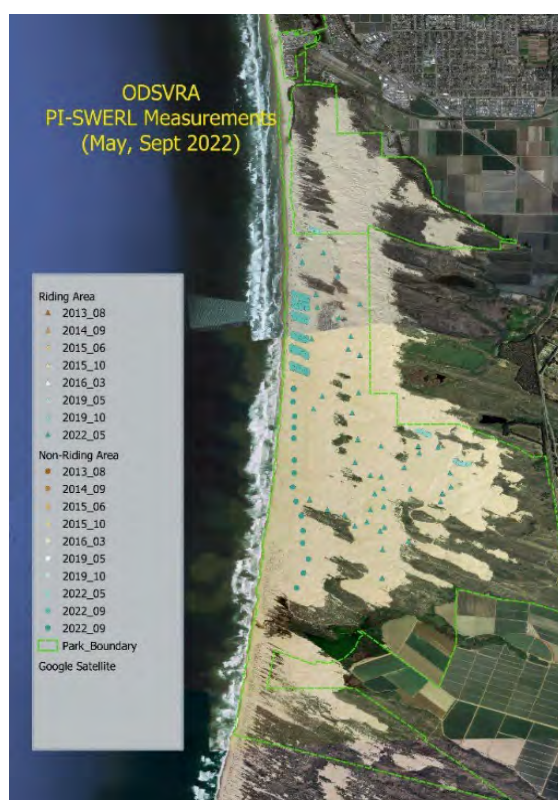 ODSVRA
PI-SWERL Measurements
(May, Sept 2022)
Riding Area
2013_08
2014_09
2015_06
2015_10
2016_03
2019_05
2019_10
2022_05
Non-Riding Area
2013_08
2014_09
2015_06
2015_10
2016_03
2019_05
2019_10
2022_05
2022_09
2022_09
Park_Boundary
Google Satellite